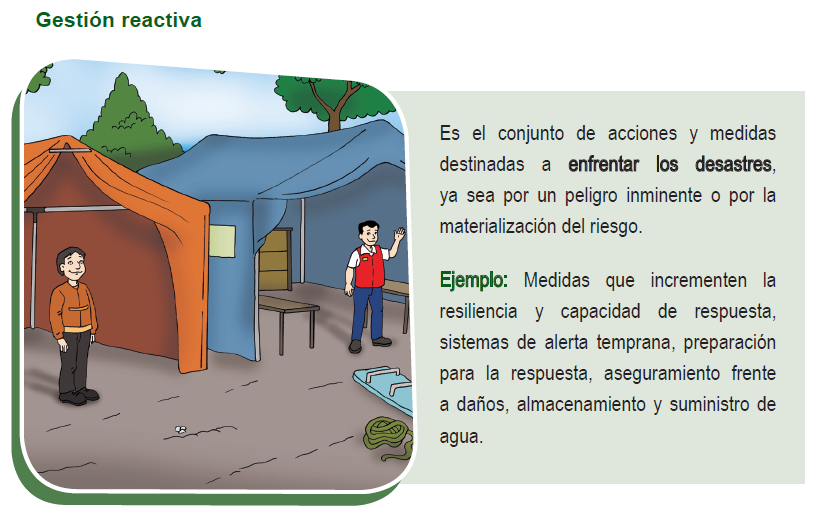 Gestión reactiva
Es el conjunto de acciones y medidas
destinadas a enfrentar los desastres,
ya sea por un peligro inminente o por la
materialización del riesgo.
Ejemplo: Medidas que incrementen la
resiliencia y capacidad de respuesta,
sistemas de alerta temprana, preparación
para la respuesta, aseguramiento frente
a daños, almacenamiento y suministro de
agua.